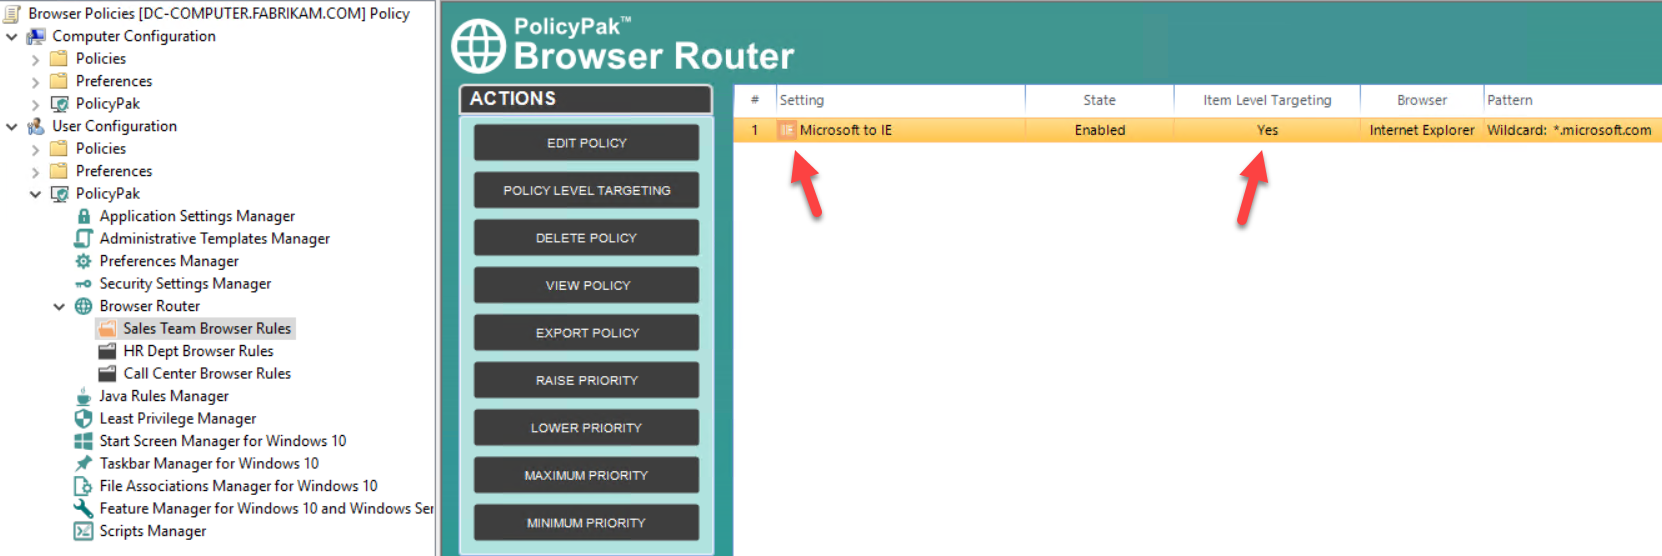 Browser Policies [DC-COMPUTER.FABRIKAM.COM] Policy
Computer Configuration
Policies
Preferences
PolicyPak
User Configuration
Policies
Preferences
PolicyPak
Application Settings Manager
Administrative Templates Manager
Preferences Manager
Security Settings Manager
Browser Router
Sales Team Browser Rules
HR Dept Browser Rules
Call Center Browser Rules
Java Rules Manager
Least Privilege Manager
Start Screen Manager for Windows 10
Taskbar Manager for Windows 10
File Associations Manager for Windows 10
Feature Manager for Windows 10 and Windows Ser
Scripts Manager
PolicyPak™
Browser Router
ACTIONS
EDIT POLICY
POLICY LEVEL TARGETING
DELETE POLICY
VIEW POLICY
EXPORT POLICY
RAISE PRIORITY
LOWER PRIORITY
MAXIMUM PRIORITY
MINIMUM PRIORITY
# Setting State Item Level Targeting Browser Pattern
1 IE Microsoft to IE Enabled Yes Internet Explorer Wildcard: *.microsoft.com